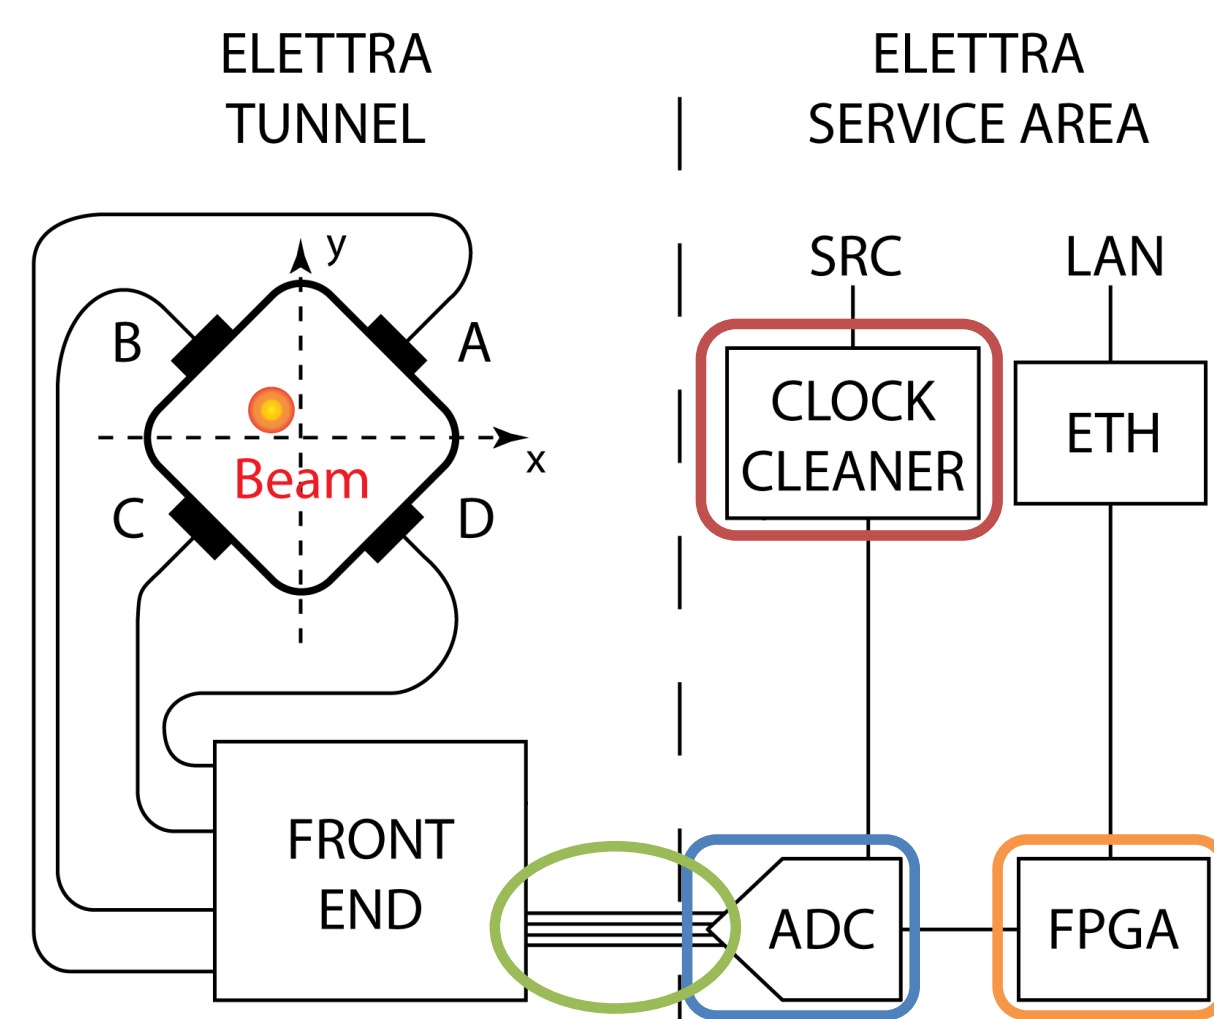 ELETTRA
TUNNEL
ELETTRA
SERVICE AREA
y
SRC
LAN
B
A
CLOCK
CLEANER
ETH
x
Beam
C
D
FRONT
END
ADC
FPGA